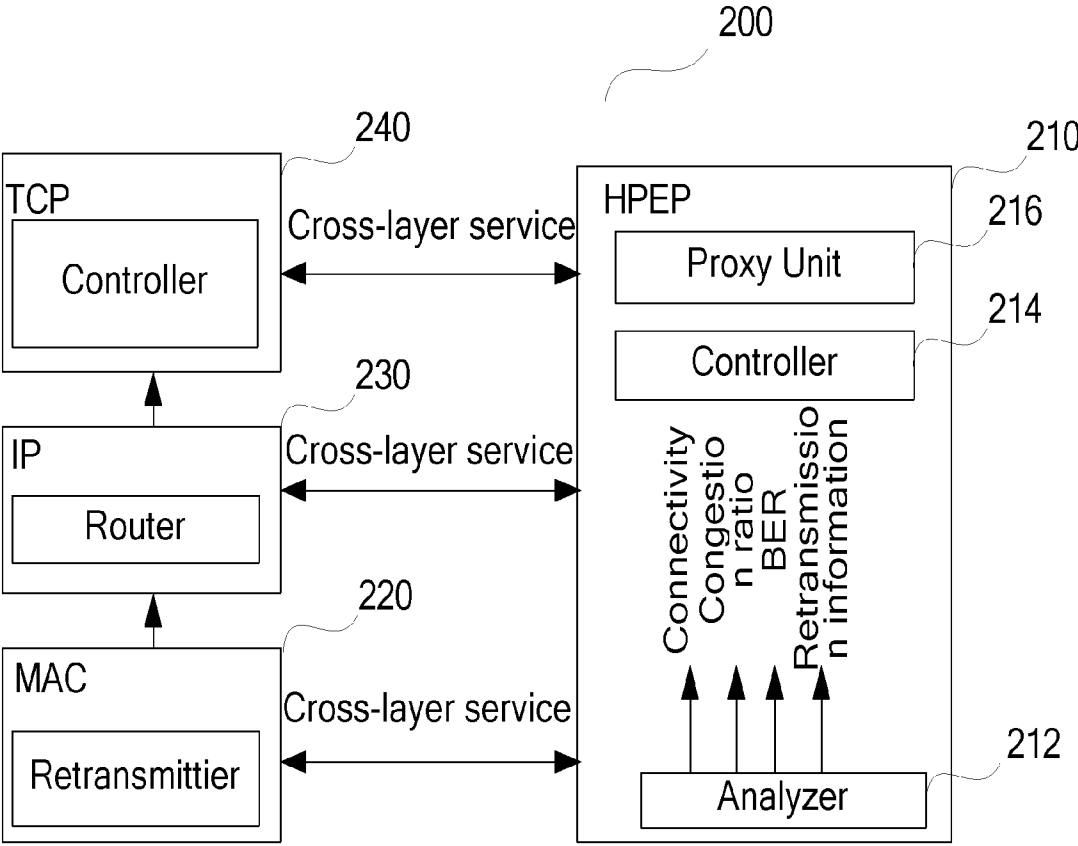 200
240
210
TCP
HPEP
Controller
Cross-layer service
216
Proxy Unit
214
Controller
230
IP
Cross-layer service
Router
Connectivity
Congestio
n ratio
BER
Retransmissio
n information
220
MAC
Cross-layer service
Retransmittier
212
Analyzer